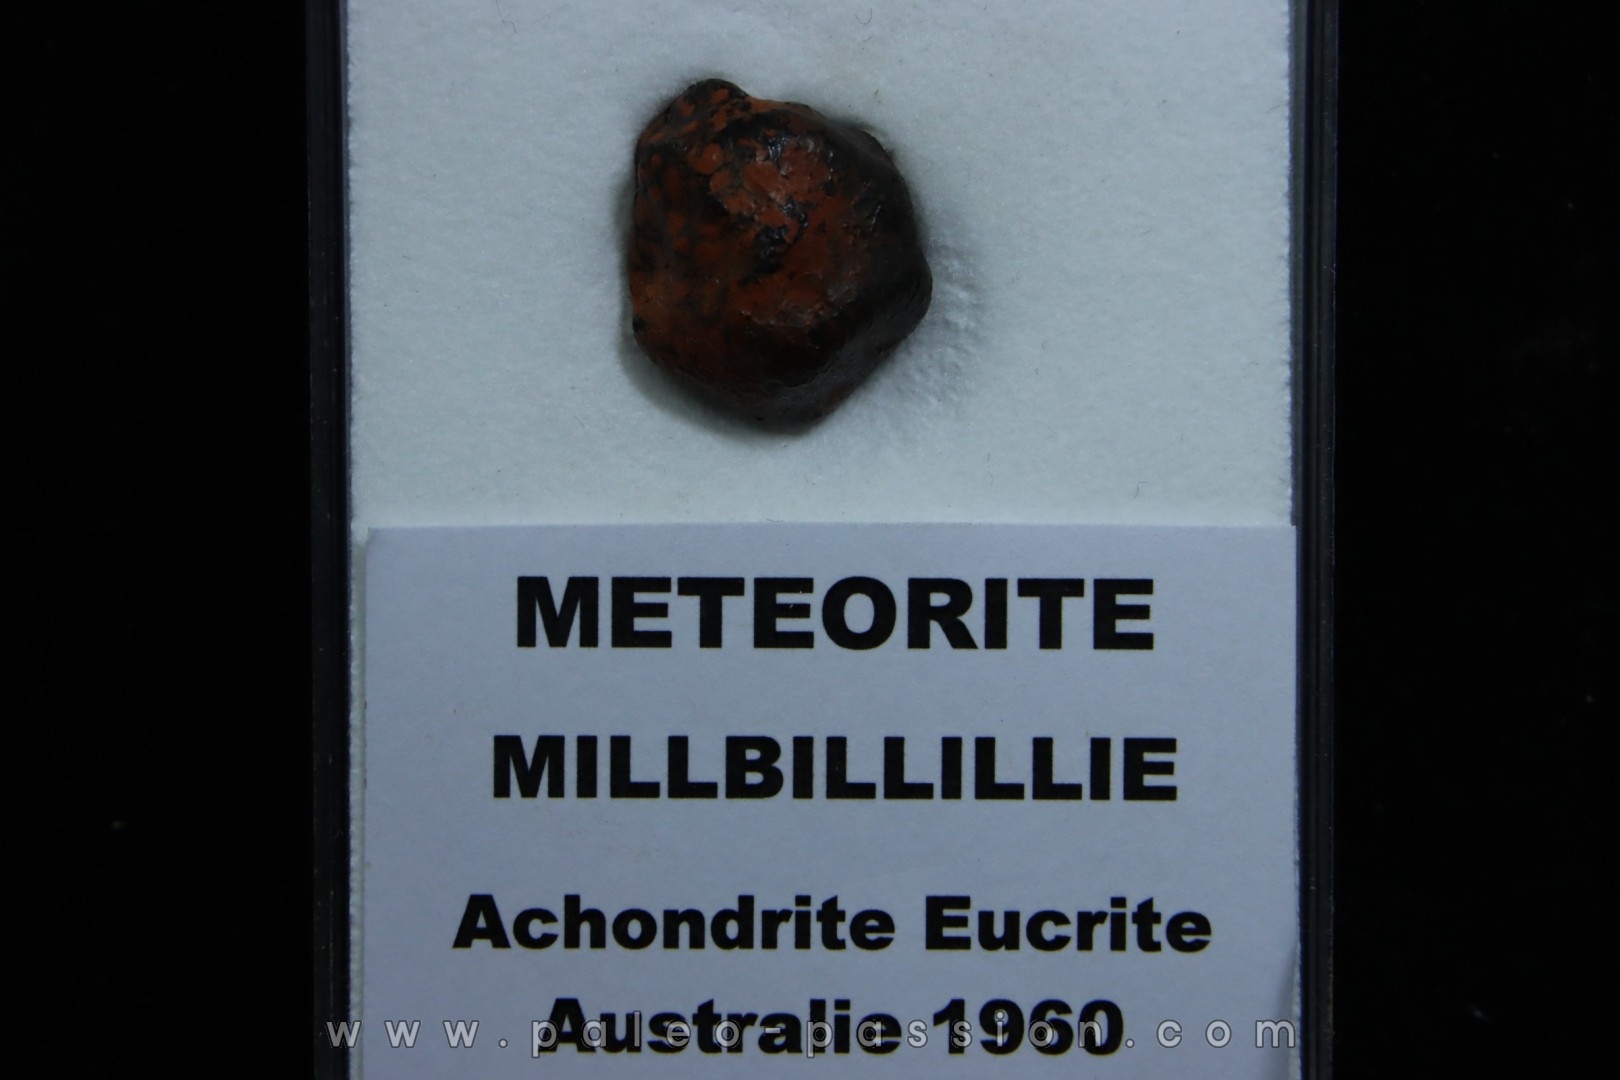 METEORITE
MILLBILLILLIE
Achondrite Eucrite
Australie 1960
www.paleo-passion.com